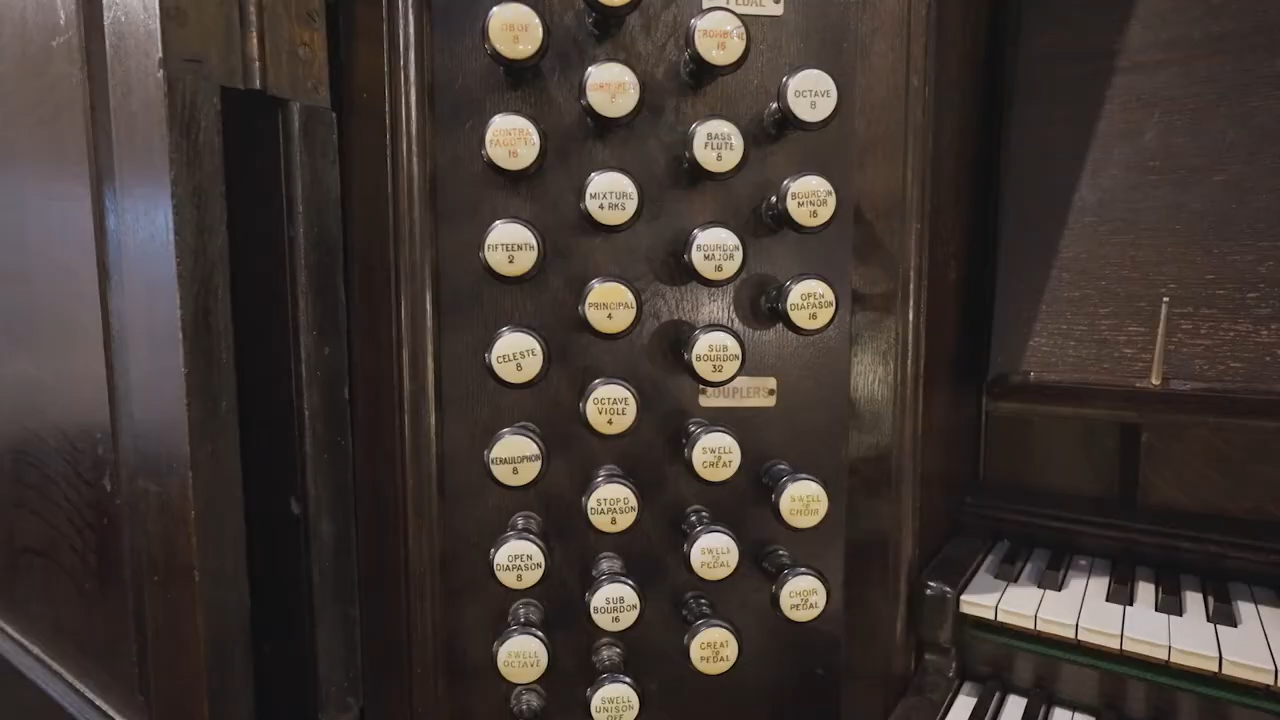 PEDAL
OBOE
8
TROMBONE
16
8
OCTAVE
8
CONTRA
FAGOTTO
16
BASS
FLUTE
8
MIXTURE
4 RKS
BOURDON
MINOR
16
FIFTEENTH
2
BOURDON
MAJOR
16
PRINCIPAL
4
OPEN
DIAPASON
16
CELESTE
8
SUB
BOURDON
32
COUPLERS
OCTAVE
VIOLE
4
KERAULOPHON
8
SWELL
TO
GREAT
STOPD
DIAPASON
8
SWELL
TO
CHOIR
OPEN
DIAPASON
8
SWELL
TO
PEDAL
SUB
BOURDON
16
CHOIR
TO
PEDAL
SWELL
OCTAVE
GREAT
TO
PEDAL
SWELL
UNISON
OFF